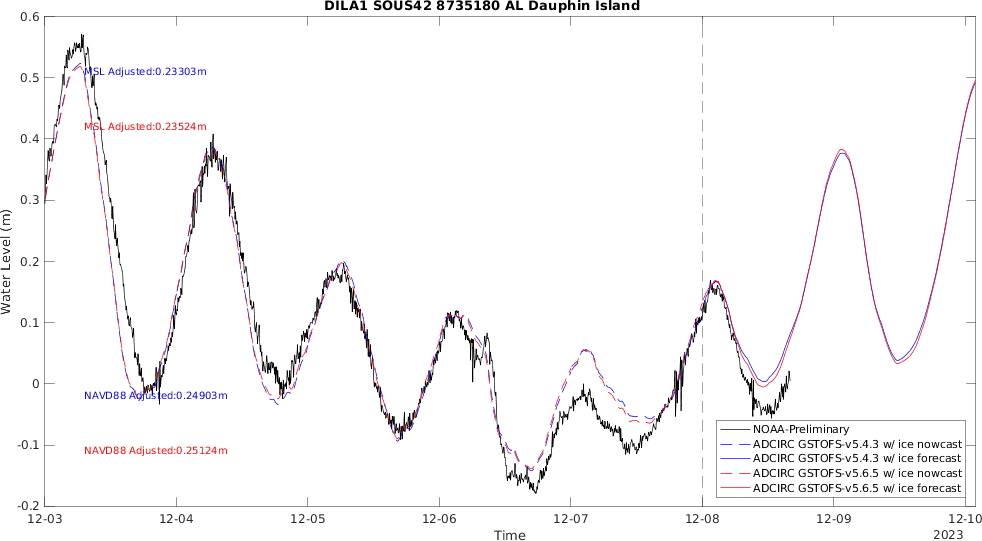 DILA1 SOUS42 8735180 AL Dauphin Island
0.6
0.5
0.4
0.3
0.2
0.1
0
-0.1
-0.2
Water Level (m)
MSL Adjusted:0.23303m
MSL Adjusted:0.23524m
NAVD88 Adjusted:0.24903m
NAVD88 Adjusted:0.25124m
NOAA-Preliminary
ADCIRC GSTOFS-v5.4.3 w/ ice nowcast
ADCIRC GSTOFS-v5.4.3 w/ ice forecast
ADCIRC GSTOFS-v5.6.5 w/ ice nowcast
ADCIRC GSTOFS-v5.6.5 w/ ice forecast
12-03 12-04 12-05 12-06 12-07 12-08 12-09 12-10
Time
2023